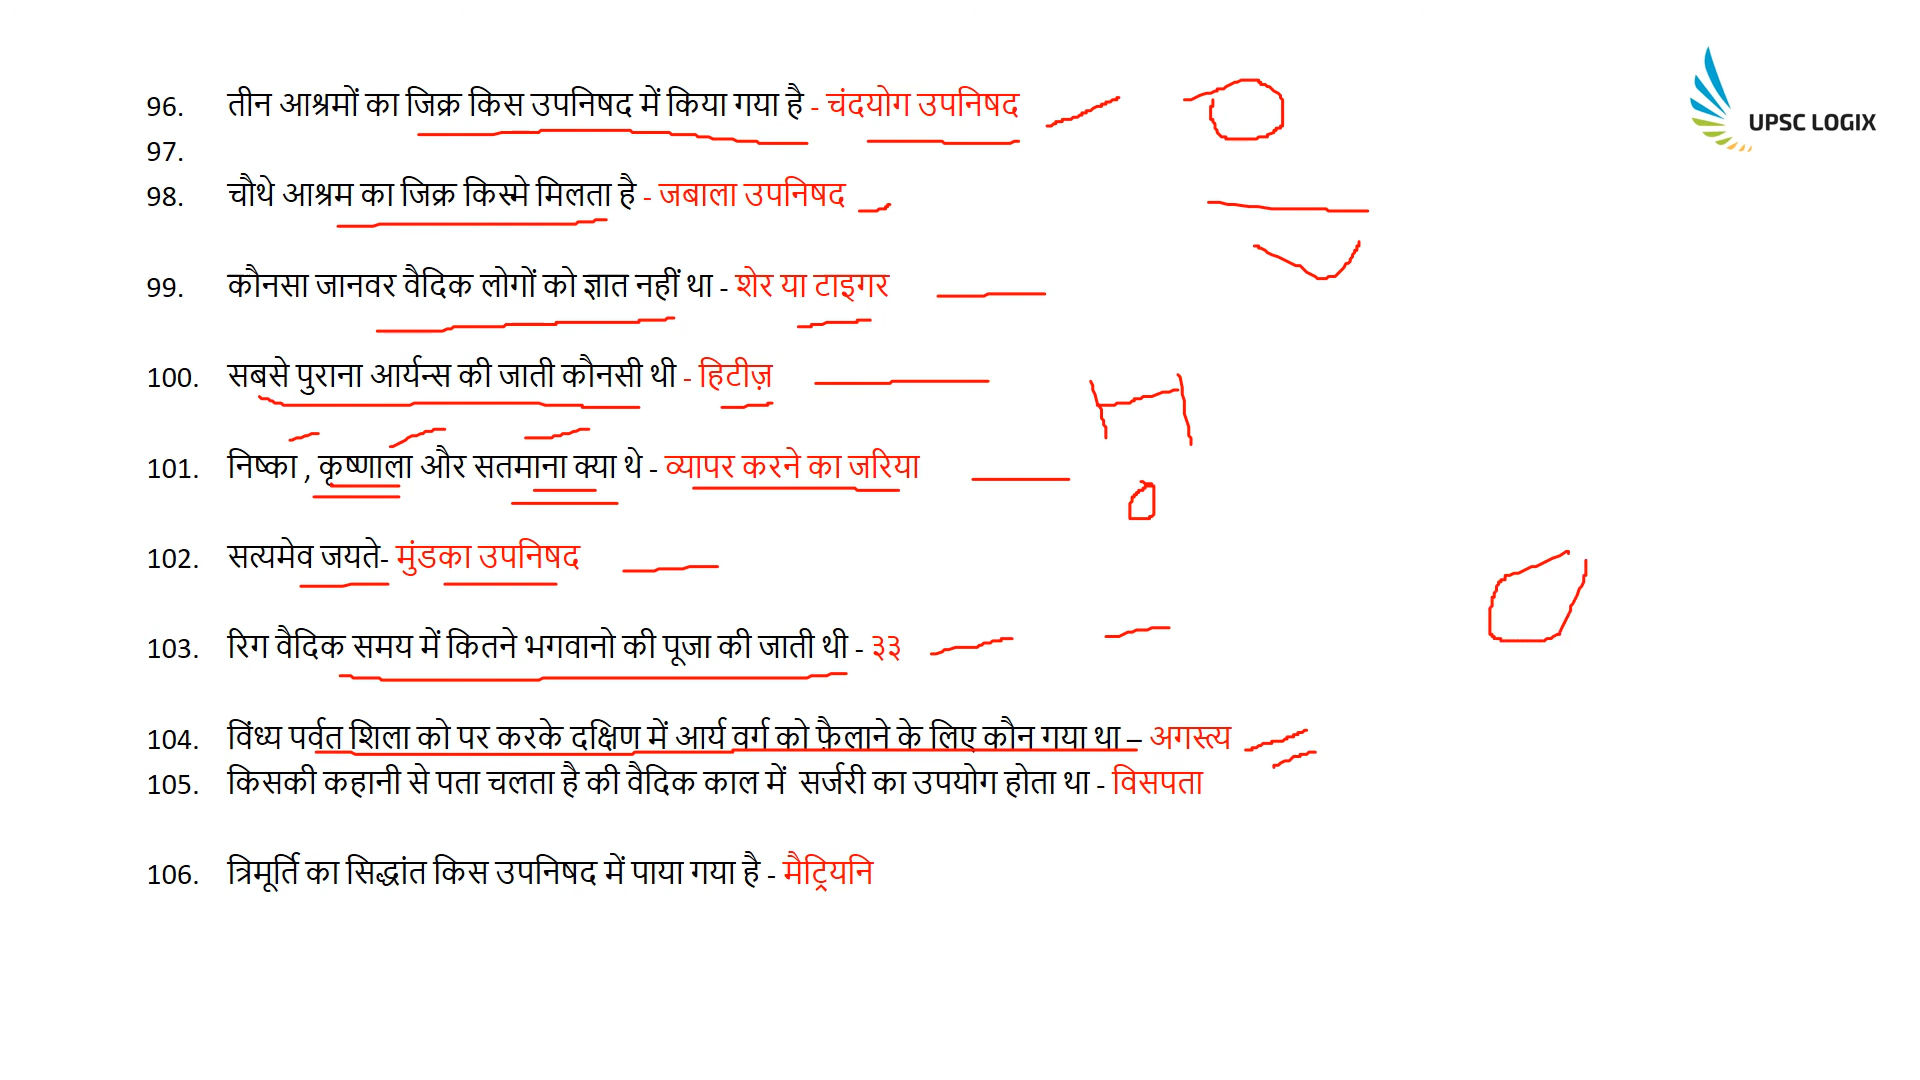 UPSC LOGIX
96. तीन आश्रमों का जिक्र किस उपनिषद में किया गया है - चंदयोग उपनिषद
97.
98. चौथे आश्रम का जिक्र किस्मे मिलता है - जबाला उपनिषद
99. कौनसा जानवर वैदिक लोगों को ज्ञात नहीं था - शेर या टाइगर
100. सबसे पुराना आर्यन्स की जाती कौनसी थी - हिटीज़
101. निष्का , कृष्णाला और सतमाना क्या थे - व्यापर करने का जरिया
102. सत्यमेव जयते- मुंडका उपनिषद
103. रिग वैदिक समय में कितने भगवानो की पूजा की जाती थी - ३३
104. विंध्य पर्वत शिला को पर करके दक्षिण में आर्य वर्ग को फ़ैलाने के लिए कौन गया था – अगस्त्य
105. किसकी कहानी से पता चलता है की वैदिक काल में सर्जरी का उपयोग होता था - विसपता
106. त्रिमूर्ति का सिद्धांत किस उपनिषद में पाया गया है - मैट्रियनि